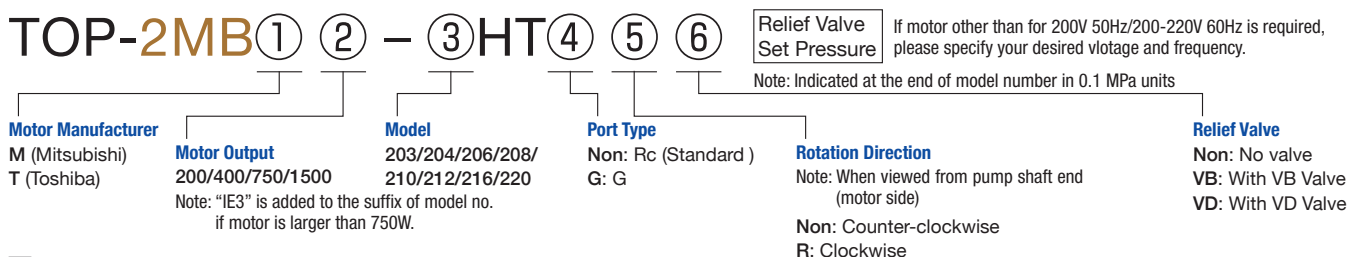 TOP-2MB① ② – ③HT④ ⑤ ⑥
Relief Valve
Set Pressure
If motor other than for 200V 50Hz/200-220V 60Hz is required,
please specify your desired vlotage and frequency.
Note: Indicated at the end of model number in 0.1 MPa units
Motor Manufacturer
M (Mitsubishi)
T (Toshiba)
Motor Output
200/400/750/1500
Note: “IE3” is added to the suffix of model no.
if motor is larger than 750W.
Model
203/204/206/208/
210/212/216/220
Port Type
Non: Rc (Standard )
G: G
Rotation Direction
Note: When viewed from pump shaft end
(motor side)
Non: Counter-clockwise
R: Clockwise
Relief Valve
Non: No valve
VB: With VB Valve
VD: With VD Valve